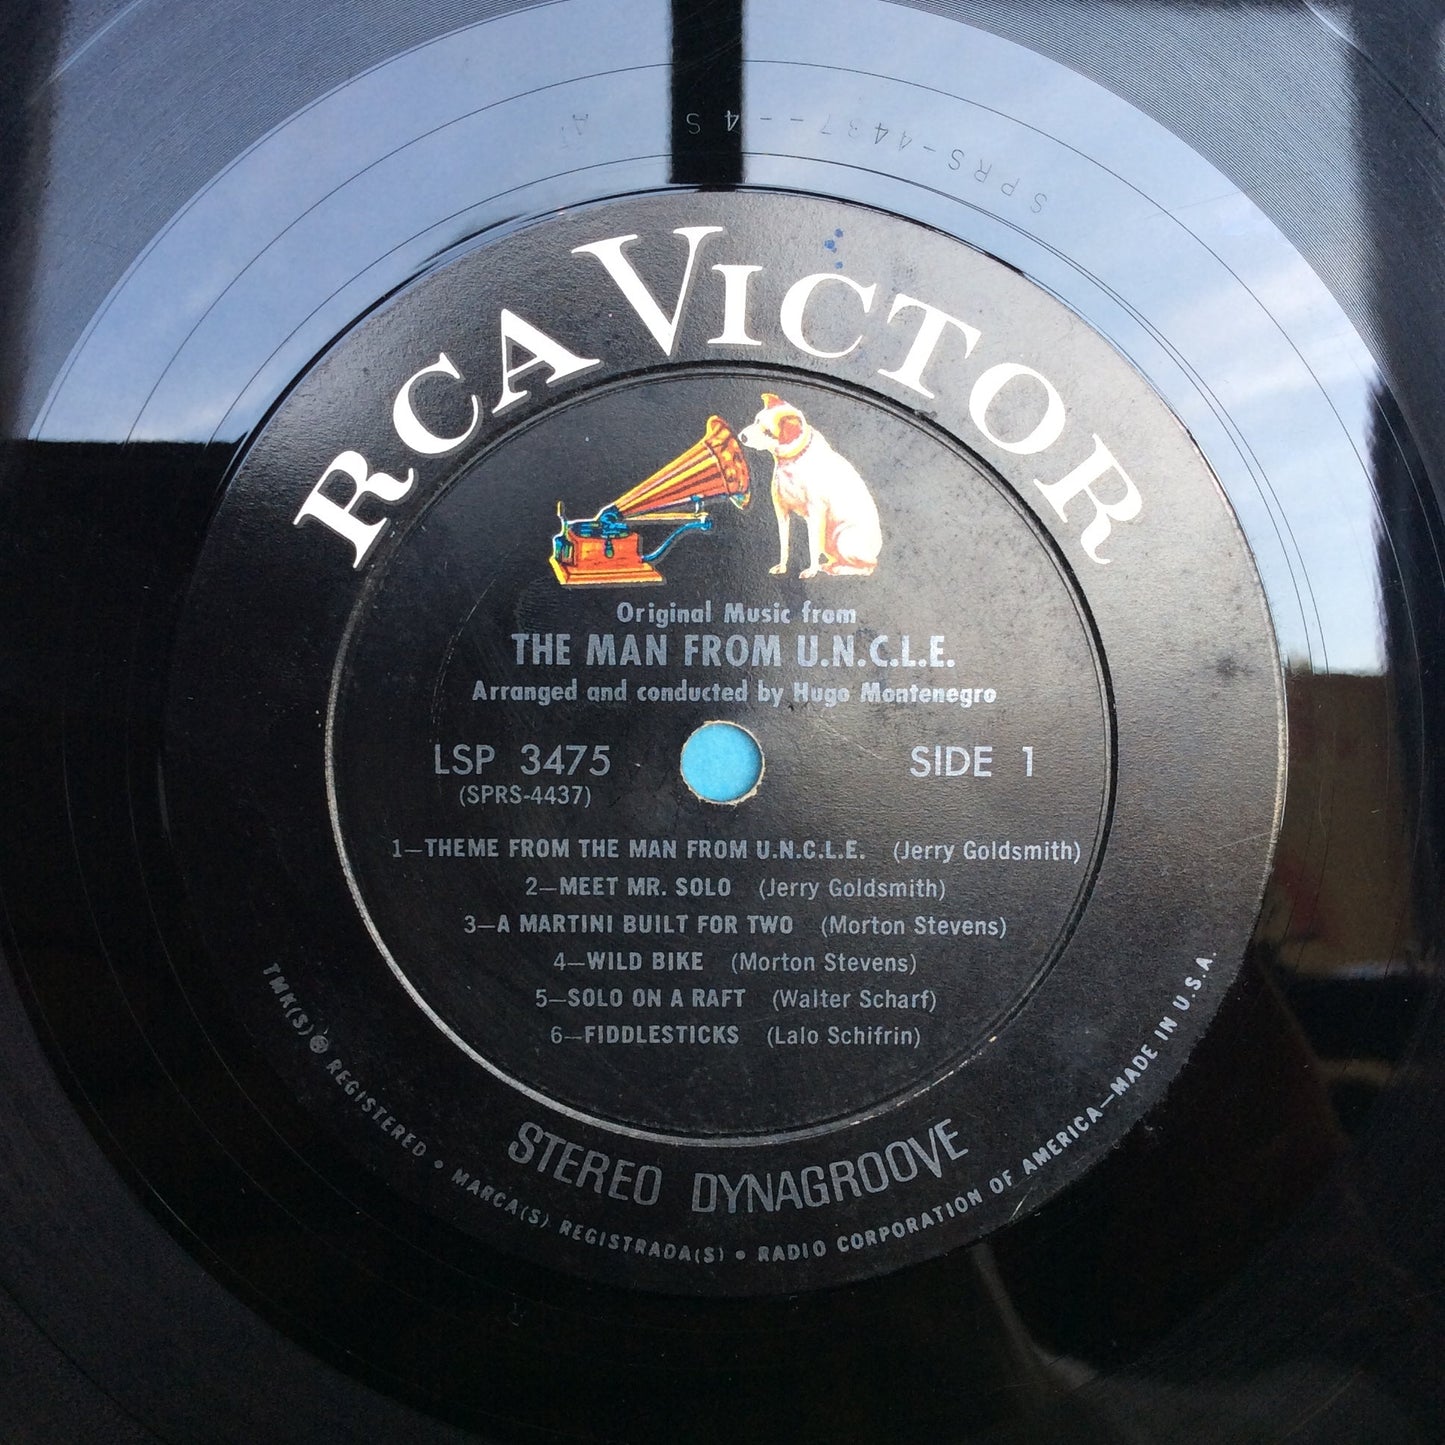 SPRS-4437--4 S A
RCA VICTOR
Original Music from
THE MAN FROM U.N.C.L.E.
Arranged and conducted by Hugo Montenegro
LSP 3475 SIDE 1
(SPRS-4437)
1—THEME FROM THE MAN FROM U.N.C.L.E. (Jerry Goldsmith)
2—MEET MR. SOLO (Jerry Goldsmith)
3—A MARTINI BUILT FOR TWO (Morton Stevens)
4—WILD BIKE (Morton Stevens)
5—SOLO ON A RAFT (Walter Scharf)
6—FIDDLESTICKS (Lalo Schifrin)
STEREO DYNAGROOVE
TMK(S) ® REGISTERED • MARCA(S) REGISTRADA(S) • RADIO CORPORATION OF AMERICA—MADE IN U.S.A.